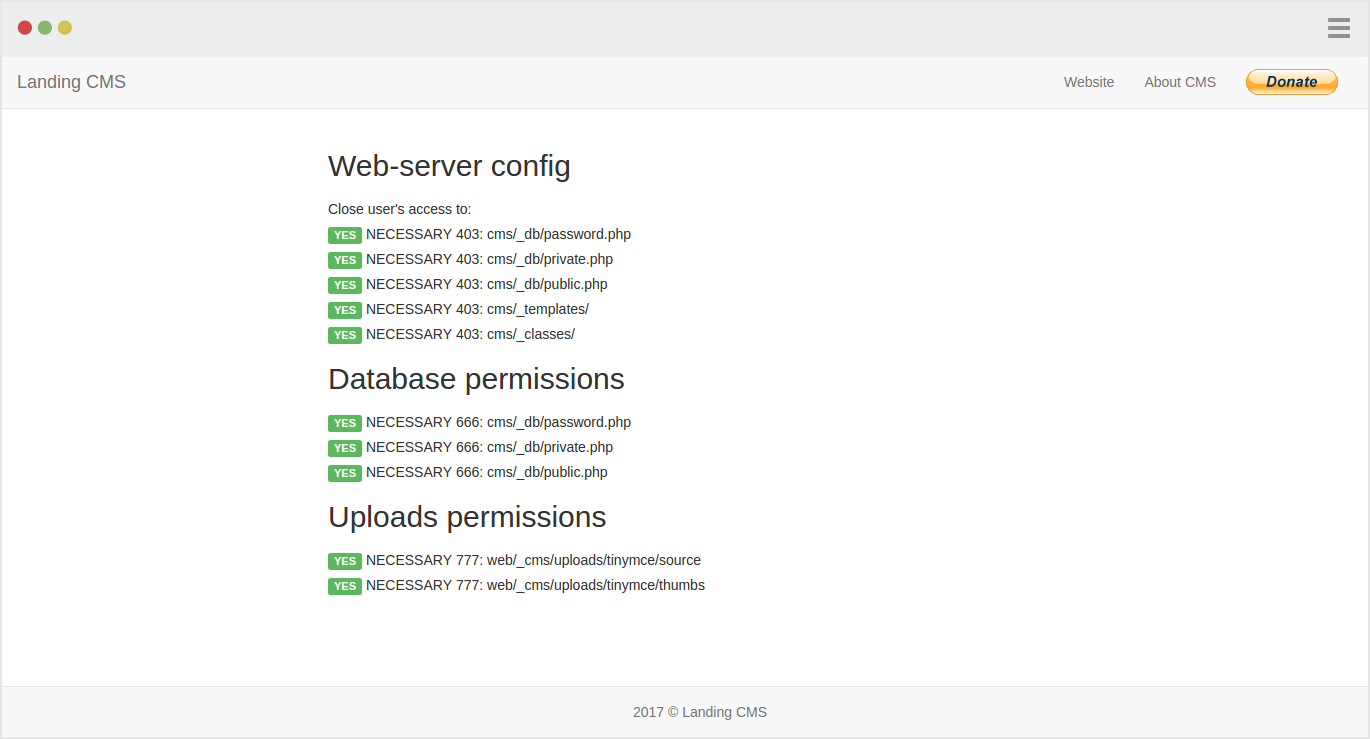 Landing CMS
Website
About CMS
Donate
Web-server config
Close user's access to:
YES NECESSARY 403: cms/_db/password.php
YES NECESSARY 403: cms/_db/private.php
YES NECESSARY 403: cms/_db/public.php
YES NECESSARY 403: cms/_templates/
YES NECESSARY 403: cms/_classes/
Database permissions
YES NECESSARY 666: cms/_db/password.php
YES NECESSARY 666: cms/_db/private.php
YES NECESSARY 666: cms/_db/public.php
Uploads permissions
YES NECESSARY 777: web/_cms/uploads/tinymce/source
YES NECESSARY 777: web/_cms/uploads/tinymce/thumbs
2017 © Landing CMS